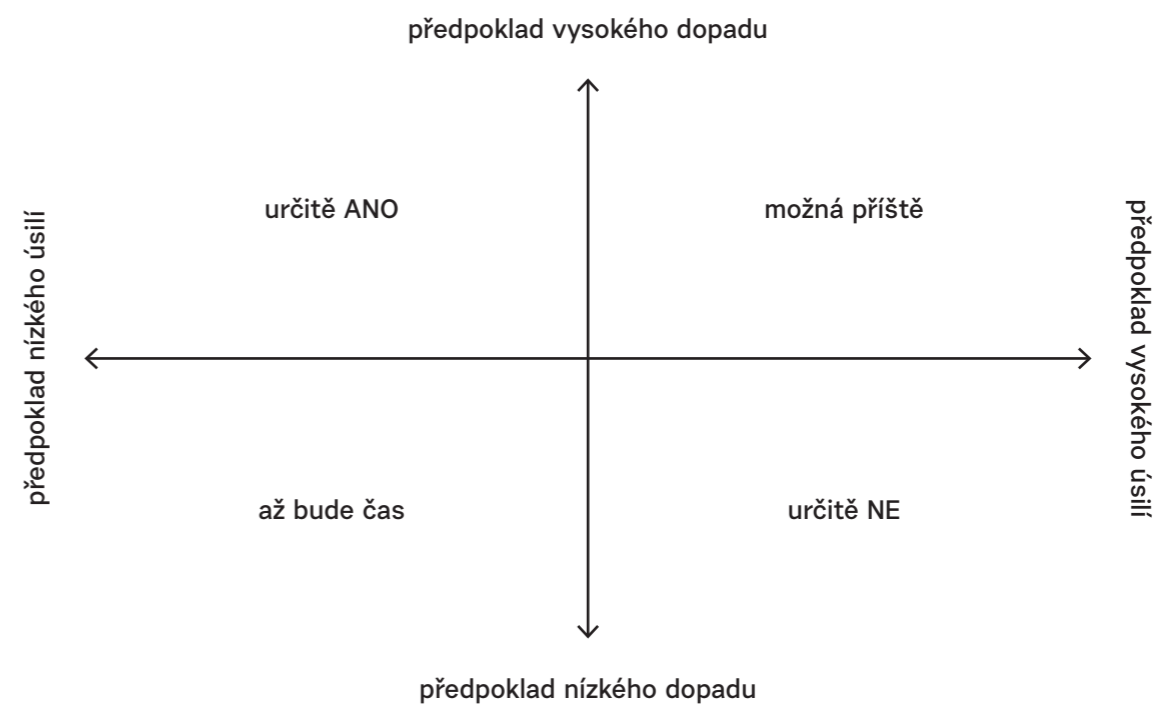 předpoklad vysokého dopadu
určitě ANO
možná příště
předpoklad nízkého úsilí
předpoklad vysokého úsilí
až bude čas
určitě NE
předpoklad nízkého dopadu